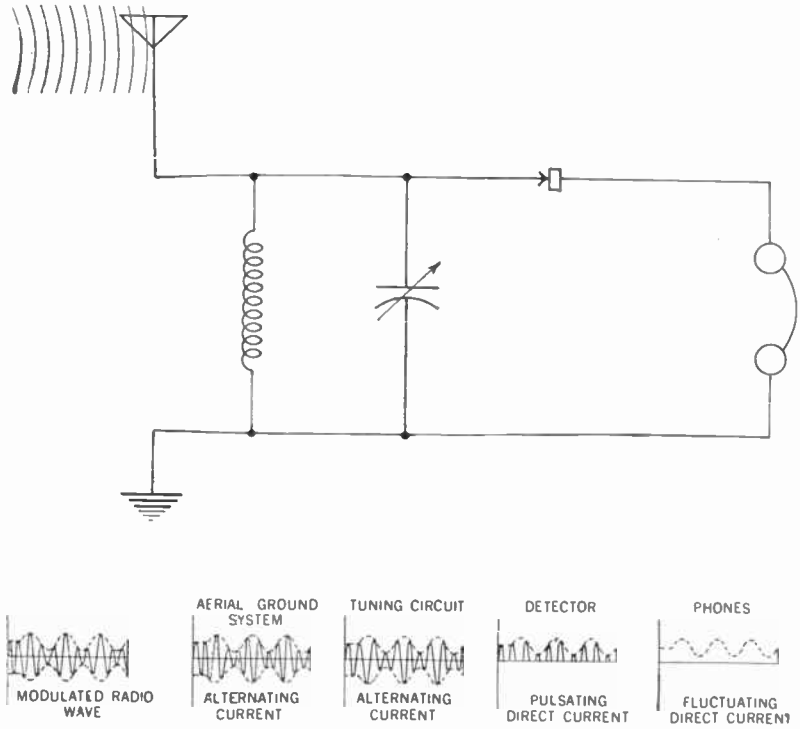 AERIAL GROUND
SYSTEM
TUNING CIRCUIT
DETECTOR
PHONES
MODULATED RADIO
WAVE
ALTERNATING
CURRENT
ALTERNATING
CURRENT
PULSATING
DIRECT CURRENT
FLUCTUATING
DIRECT CURRENT